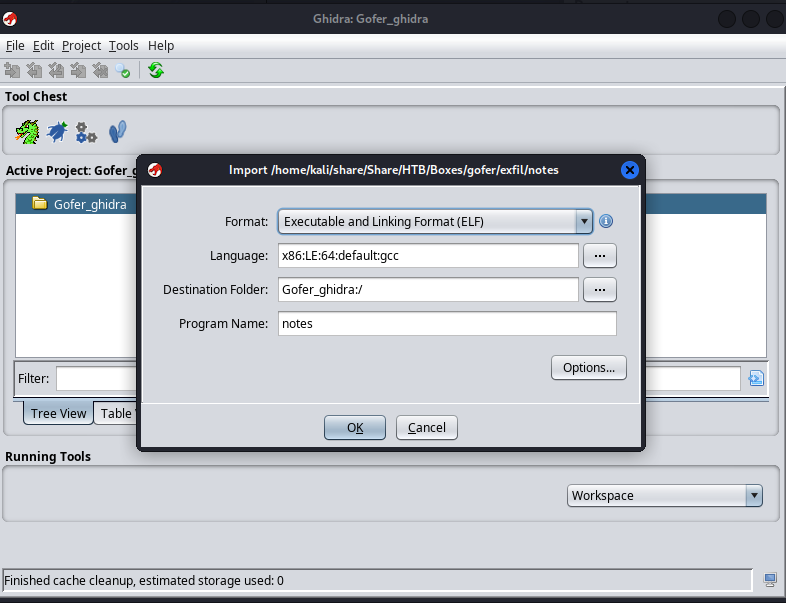 Ghidra: Gofer_ghidra
File Edit Project Tools Help
Tool Chest
Active Project: Gofer_g
Import /home/kali/share/Share/HTB/Boxes/gofer/exfil/notes
Gofer_ghidra
Format: Executable and Linking Format (ELF)
Language: x86:LE:64:default:gcc ...
Destination Folder: Gofer_ghidra:/ ...
Program Name: notes
Options...
OK Cancel
Filter:
Tree View Table
Running Tools
Workspace
Finished cache cleanup, estimated storage used: 0